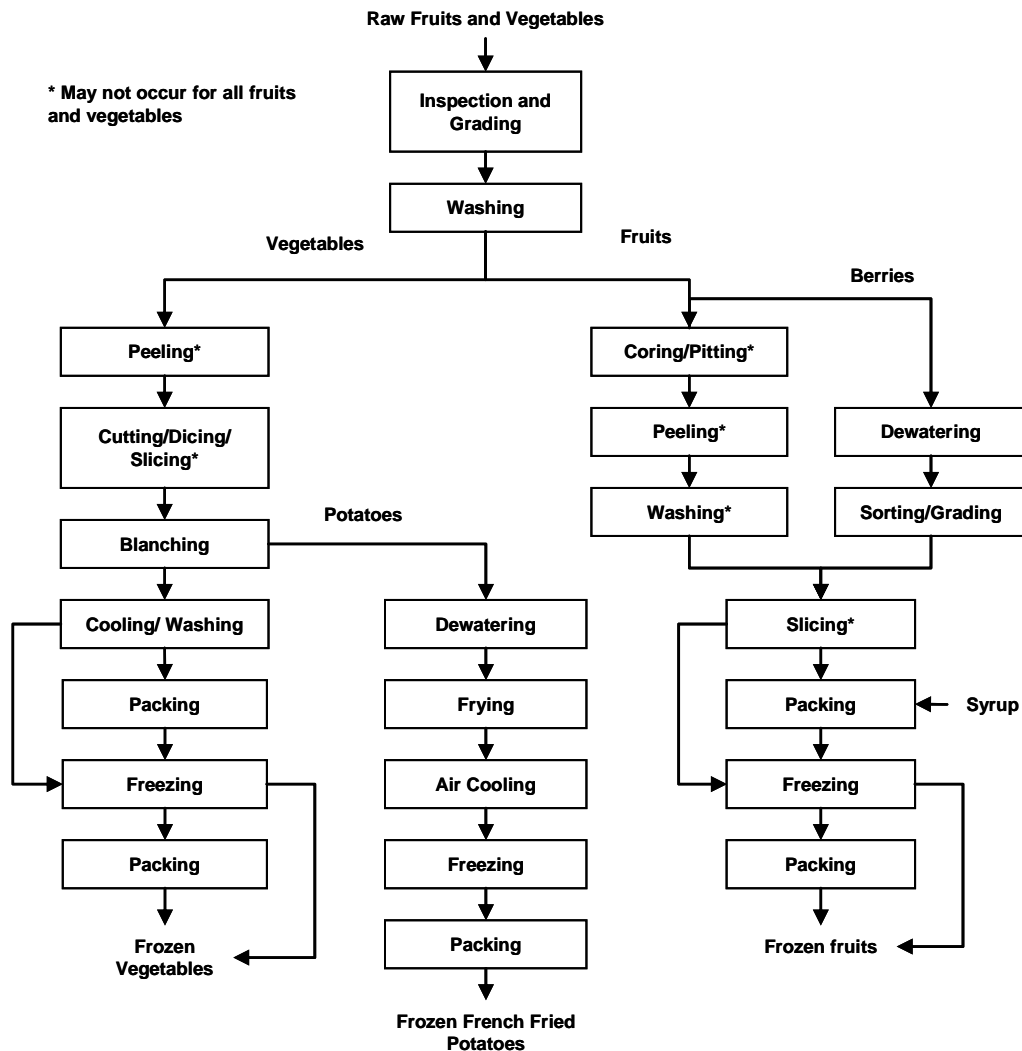 Raw Fruits and Vegetables
* May not occur for all fruits
and vegetables
Inspection and
Grading
Washing
Vegetables
Fruits
Berries
Peeling*
Coring/Pitting*
Cutting/Dicing/
Slicing*
Peeling*
Dewatering
Potatoes
Washing*
Sorting/Grading
Blanching
Cooling/ Washing
Dewatering
Slicing*
Packing
Frying
Packing
Syrup
Freezing
Air Cooling
Freezing
Packing
Freezing
Packing
Frozen
Vegetables
Packing
Frozen fruits
Frozen French Fried
Potatoes